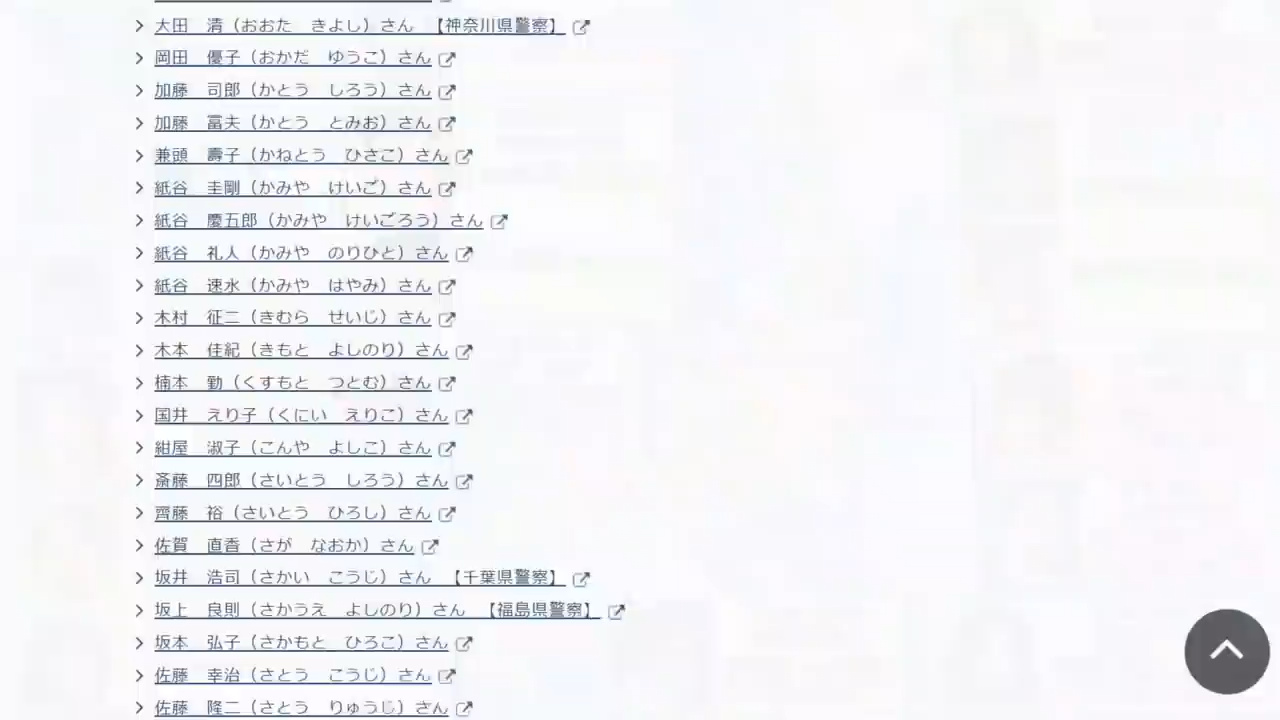 大田　清（おおた　きよし）さん　【神奈川県警察】
岡田　優子（おかだ　ゆうこ）さん
加藤　司郎（かとう　しろう）さん
加藤　富夫（かとう　とみお）さん
兼頭　壽子（かねとう　ひさこ）さん
紙谷　圭剛（かみや　けいご）さん
紙谷　慶五郎（かみや　けいごろう）さん
紙谷　礼人（かみや　のりひと）さん
紙谷　速水（かみや　はやみ）さん
木村　征二（きむら　せいじ）さん
木本　佳紀（きもと　よしのり）さん
楠本　勤（くすもと　つとむ）さん
国井　えり子（くにい　えりこ）さん
紺屋　淑子（こんや　よしこ）さん
斎藤　四郎（さいとう　しろう）さん
齊藤　裕（さいとう　ひろし）さん
佐賀　直香（さが　なおか）さん
坂井　浩司（さかい　こうじ）さん　【千葉県警察】
坂上　良則（さかうえ　よしのり）さん　【福島県警察】
坂本　弘子（さかもと　ひろこ）さん
佐藤　幸治（さとう　こうじ）さん
佐藤　隆二（さとう　りゅうじ）さん